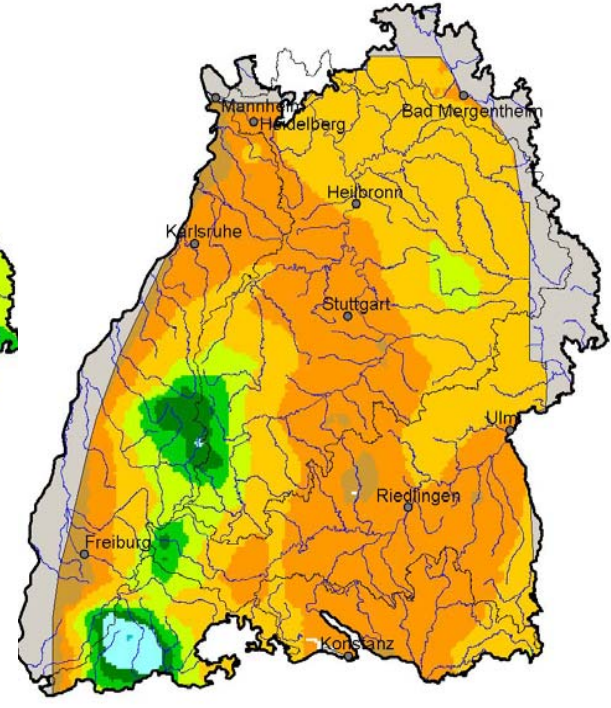 Mannheim
Bad Mergentheim
Heidelberg
Heilbronn
Karlsruhe
Stuttgart
Ulm
Riedlingen
Freiburg
Konstanz